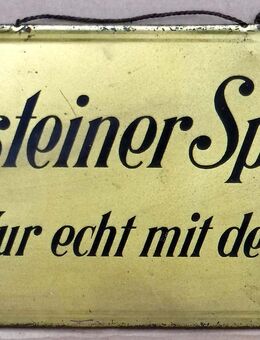 steiner Sp
ur echt mit de